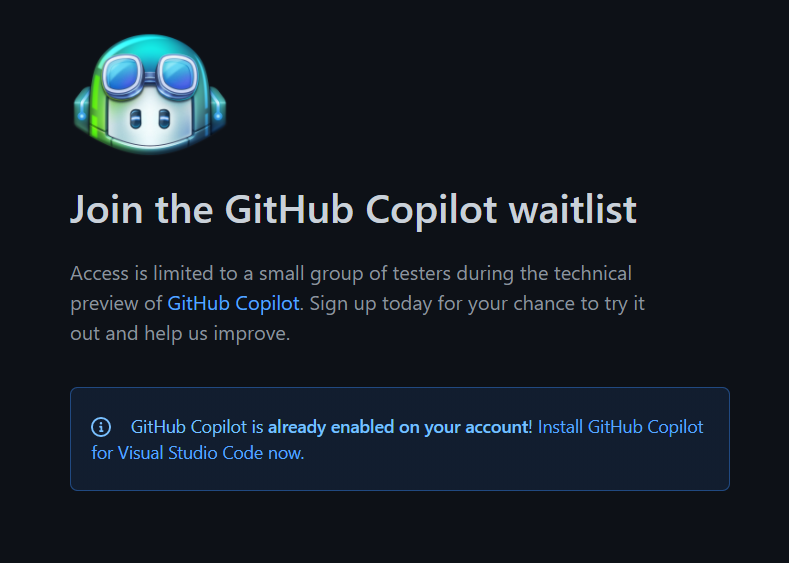 Join the GitHub Copilot waitlist
Access is limited to a small group of testers during the technical
preview of GitHub Copilot. Sign up today for your chance to try it
out and help us improve.
GitHub Copilot is already enabled on your account! Install GitHub Copilot
for Visual Studio Code now.